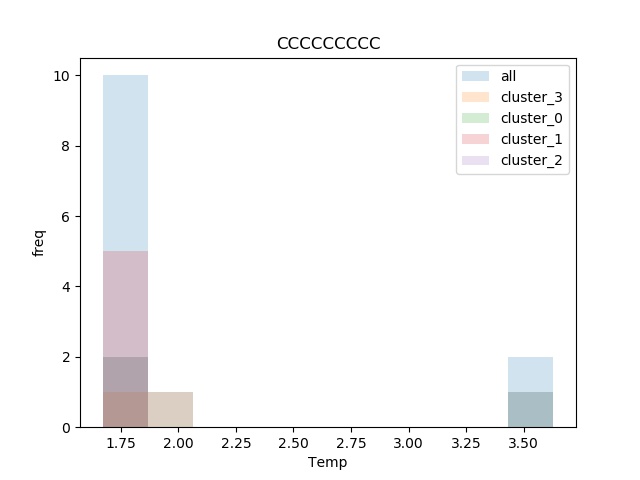 CCCCCCCCC
all
cluster_3
cluster_0
cluster_1
cluster_2
freq
10
8
6
4
2
0
1.75 2.00 2.25 2.50 2.75 3.00 3.25 3.50
Temp